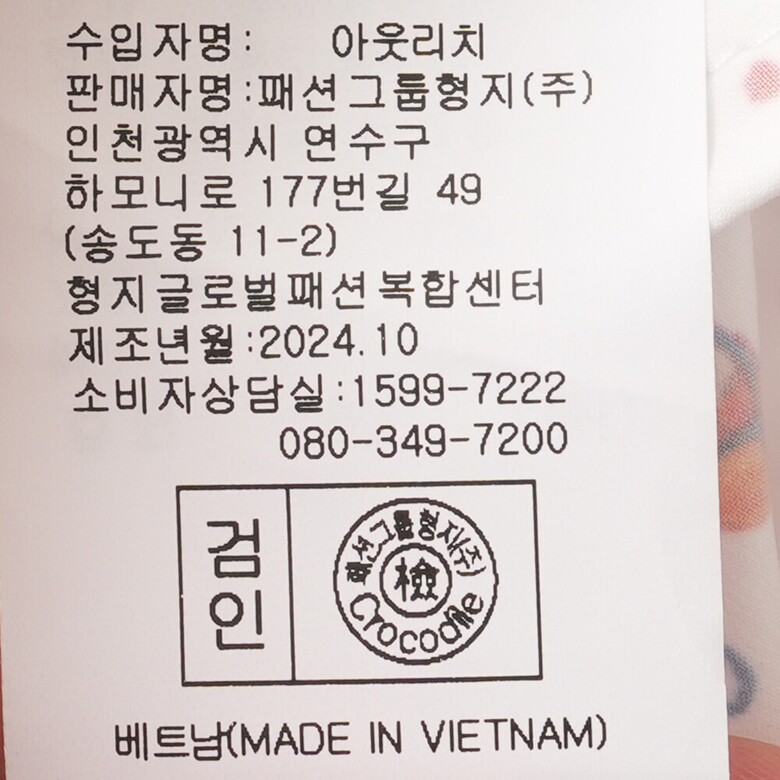 수입자명: 아웃리치
판매자명:패션그룹형지(주)
인천광역시 연수구
하모니로 177번길 49
(송도동 11-2)
형지글로벌패션복합센터
제조년월:2024.10
소비자상담실:1599-7222
080-349-7200
검인
패션그룹형지(주)
檢
Crocodile
베트남(MADE IN VIETNAM)